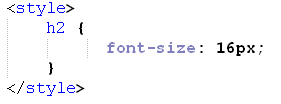 <style>
h2 {
font-size: 16px;
}
</style>